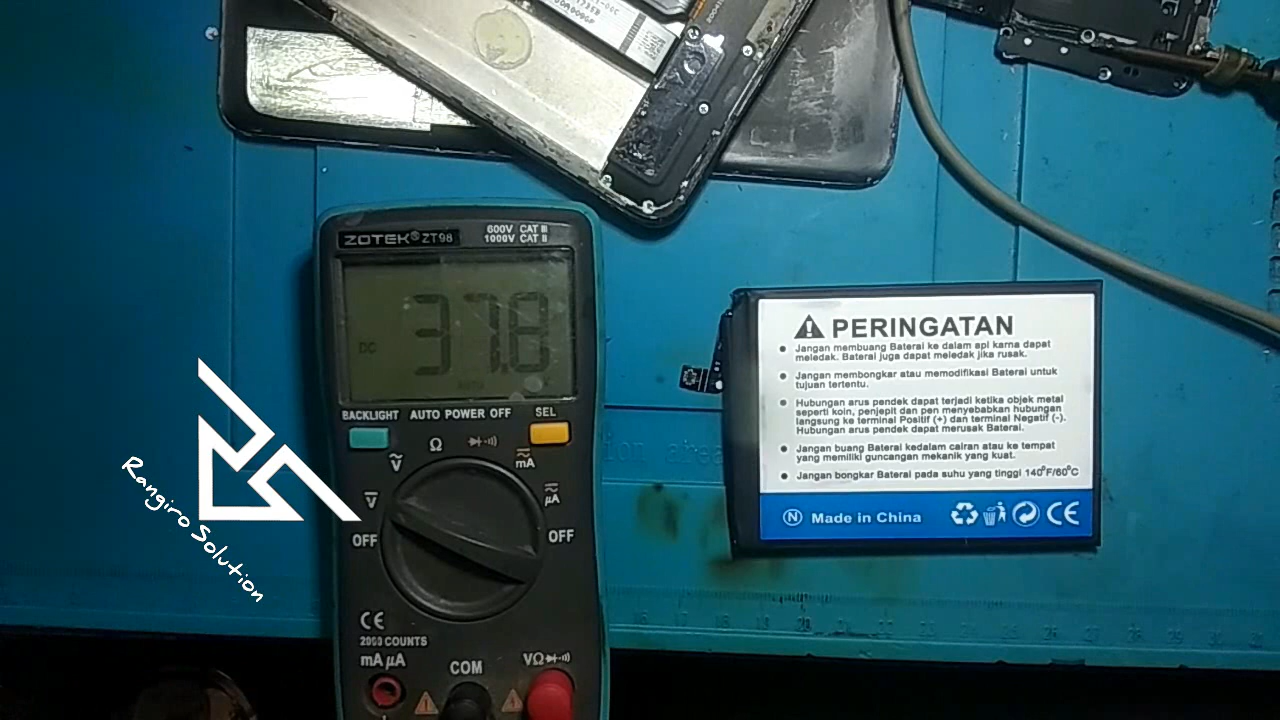 ZOTEK® ZT98
600V CAT III
1000V CAT II
DC
37.8
BACKLIGHT
AUTO POWER OFF
SEL
Ω
V
mA
V
µA
OFF
OFF
CE
2000 COUNTS
mA µA
COM
VΩ
Rangiro Solution
PERINGATAN
Jangan membuang Baterai ke dalam api karna dapat
meledak. Baterai juga dapat meledak jika rusak.
Jangan membongkar atau memodifikasi Baterai untuk
tujuan tertentu.
Hubungan arus pendek dapat terjadi ketika objek metal
seperti koin, penjepit dan pen menyebabkan hubungan
langsung ke terminal Positif (+) dan terminal Negatif (-).
Hubungan arus pendek dapat merusak Baterai.
Jangan buang Baterai kedalam cairan atau ke tempat
yang memiliki guncangan mekanik yang kuat.
Jangan bongkar Baterai pada suhu yang tinggi 140°F/60°C
N Made in China
CE